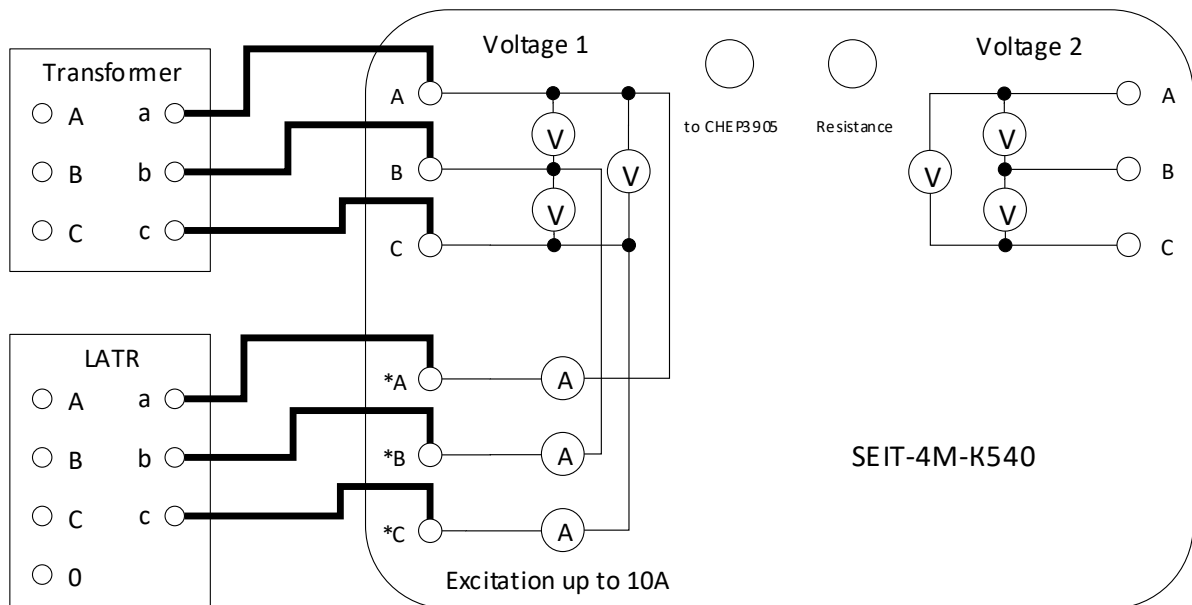 Transformer
A a
B b
C c
LATR
A a
B b
C c
0
Voltage 1
A
B
C
V
V
V
to CHEP3905
Resistance
Voltage 2
A
B
C
V
V
V
*A
A
*B
A
*C
A
Excitation up to 10A
SEIT-4M-K540